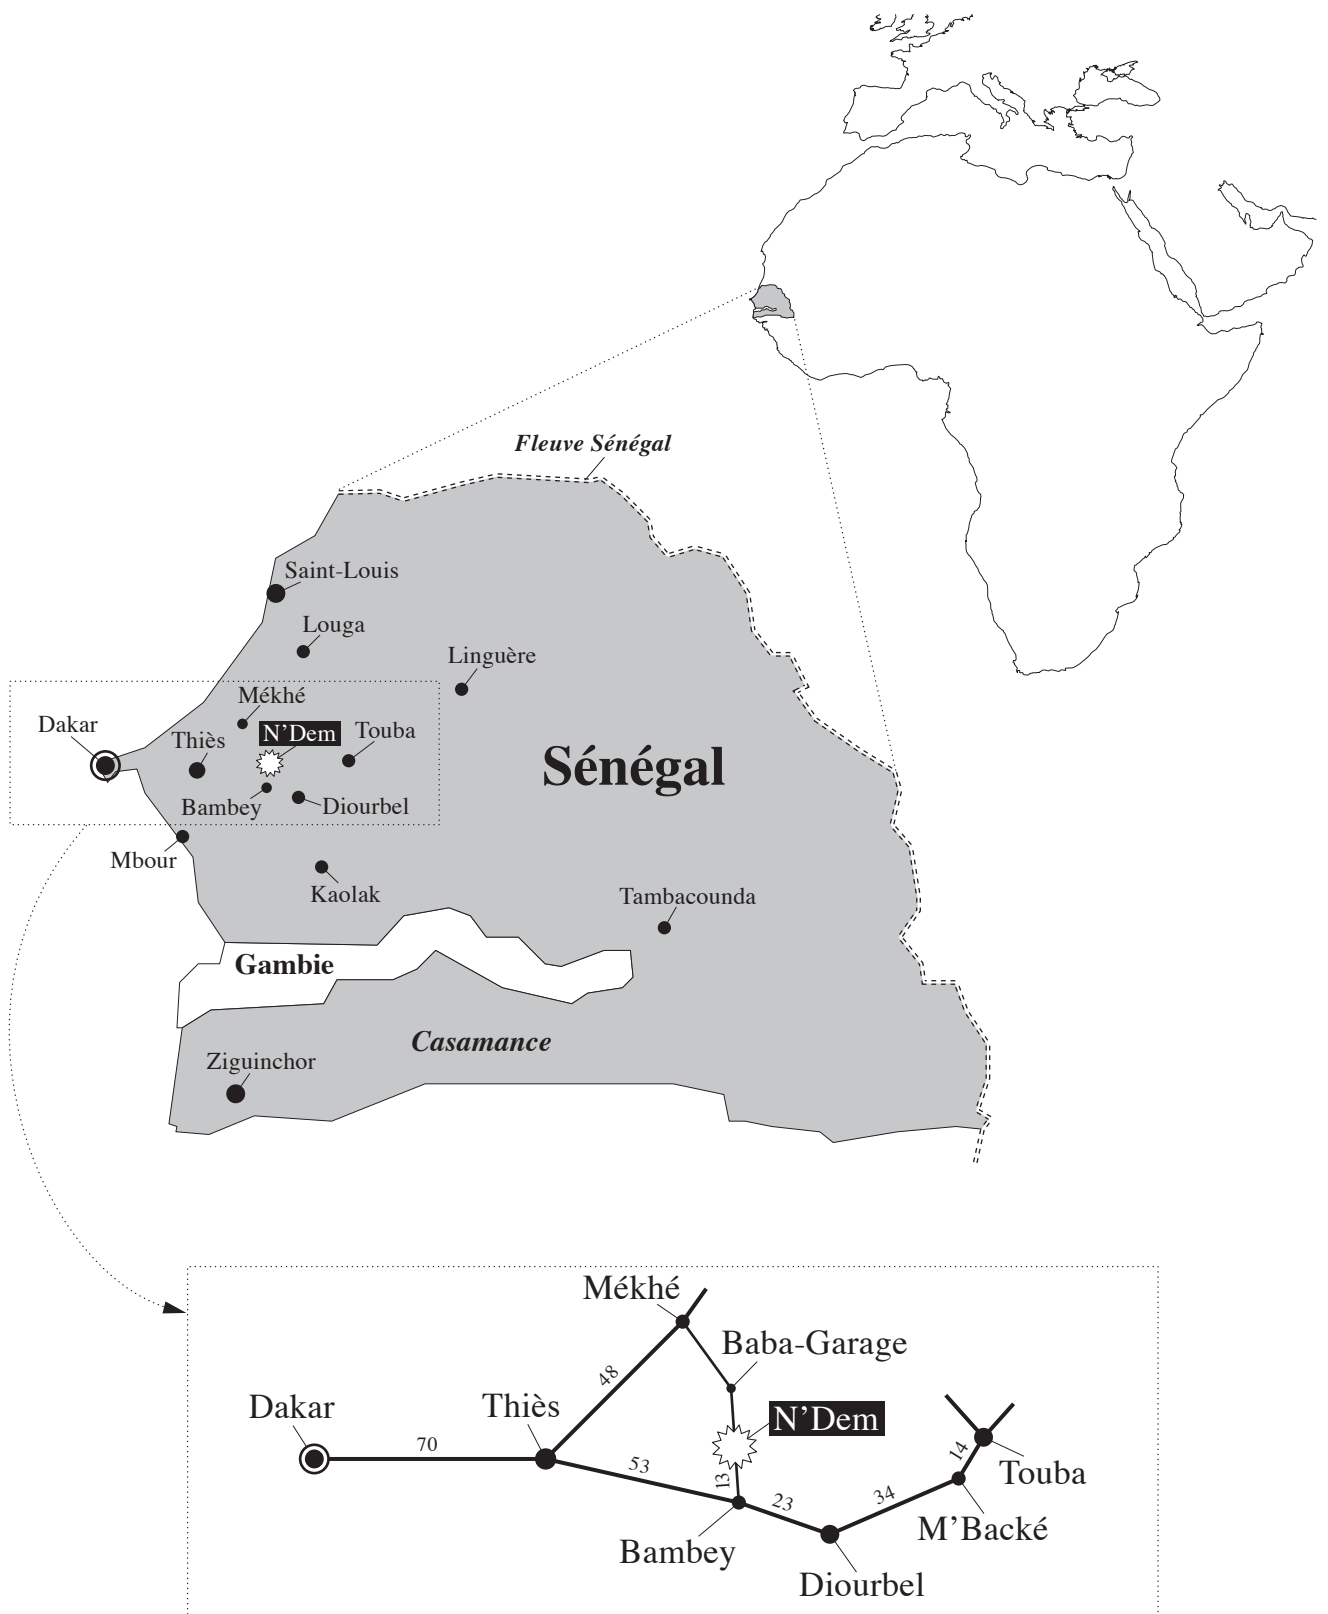 Fleuve Sénégal
Saint-Louis
Louga
Linguère
Mékhé
Dakar
N'Dem
Touba
Thiès
Sénégal
Bambey
Diourbel
Mbour
Kaolak
Tambacounda
Gambie
Casamance
Ziguinchor
Mékhé
Baba-Garage
48
Dakar
Thiès
N'Dem
70
53
13
14
Touba
23
34
M'Backé
Bambey
Diourbel